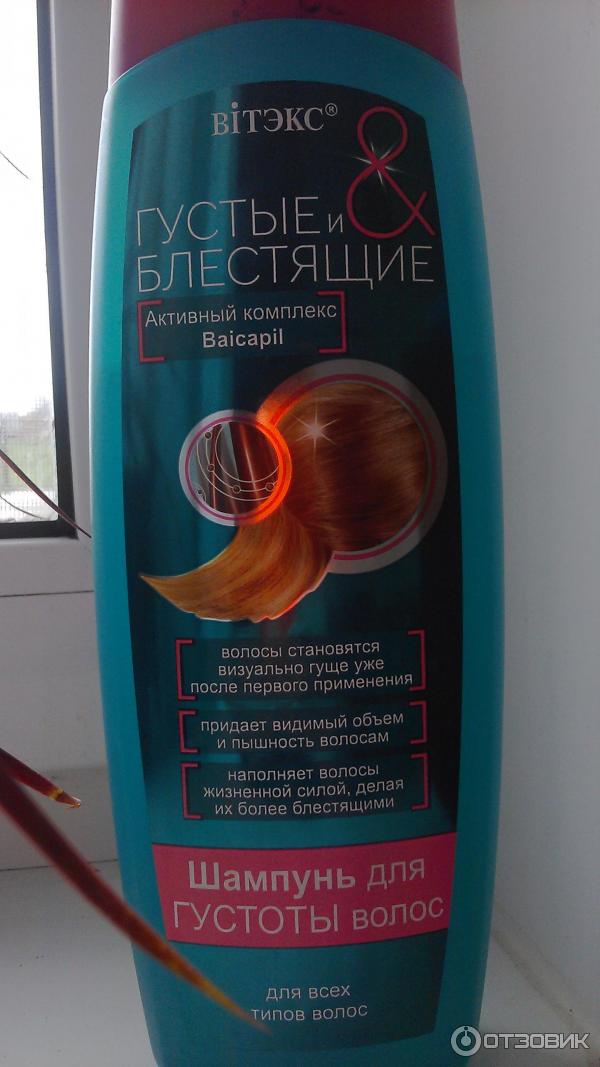 ВІТЭКС®
&
ГУСТЫЕ и
БЛЕСТЯЩИЕ
Активный комплекс
Baicapil
волосы становятся
визуально гуще уже
после первого применения
придает видимый объем
и пышность волосам
наполняет волосы
жизненной силой, делая
их более блестящими
Шампунь для
ГУСТОТЫ волос
для всех
типов волос
ОТЗОВИК